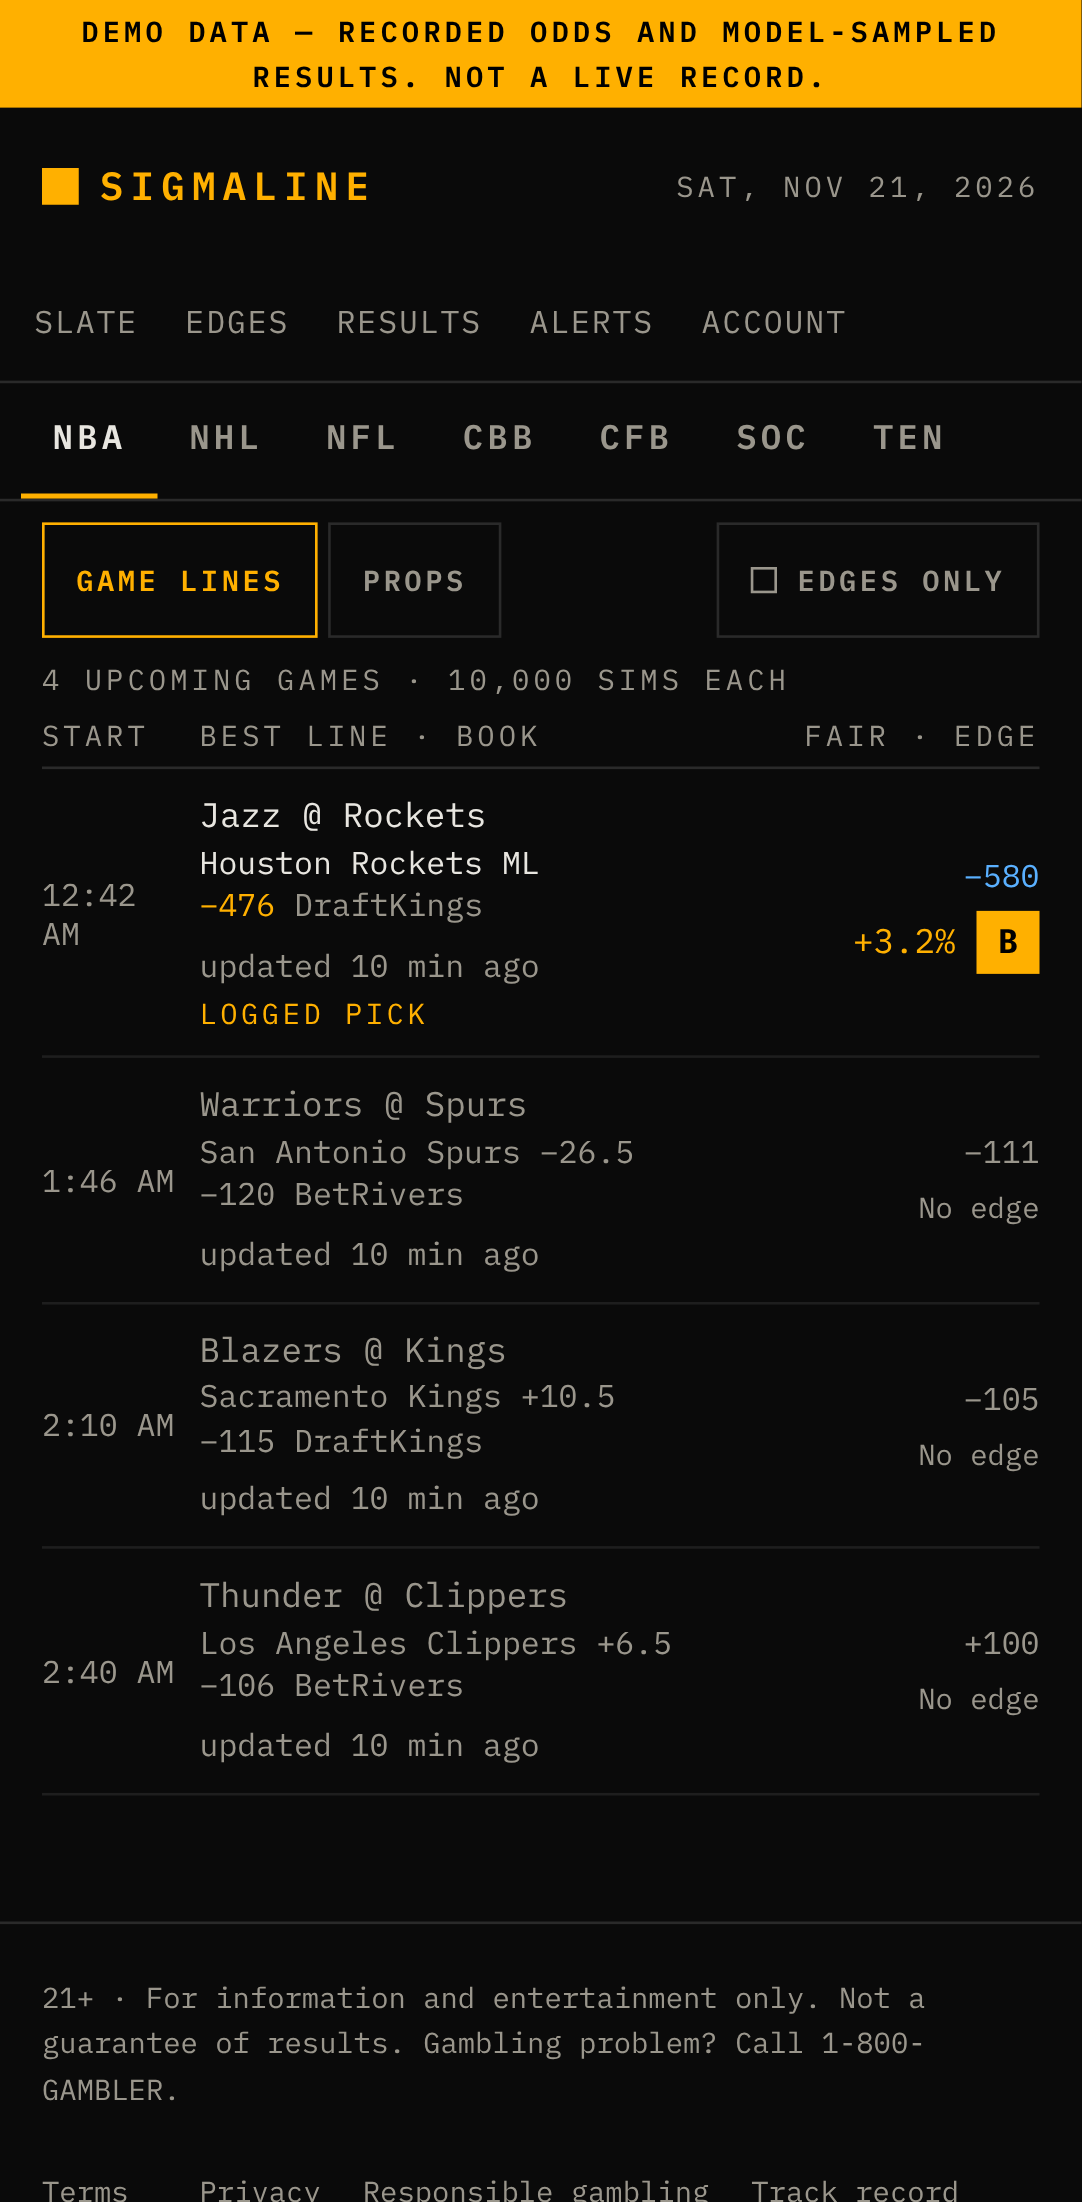 DEMO DATA — RECORDED ODDS AND MODEL-SAMPLED
RESULTS. NOT A LIVE RECORD.
SIGMALINE
SAT, NOV 21, 2026
SLATE EDGES RESULTS ALERTS ACCOUNT
NBA NHL NFL CBB CFB SOC TEN
GAME LINES PROPS EDGES ONLY
4 UPCOMING GAMES · 10,000 SIMS EACH
START BEST LINE · BOOK FAIR · EDGE
Jazz @ Rockets
Houston Rockets ML
12:42
AM
−476 DraftKings
updated 10 min ago
LOGGED PICK
−580
+3.2% B
Warriors @ Spurs
San Antonio Spurs −26.5
1:46 AM
−120 BetRivers
updated 10 min ago
−111
No edge
Blazers @ Kings
Sacramento Kings +10.5
2:10 AM
−115 DraftKings
updated 10 min ago
−105
No edge
Thunder @ Clippers
Los Angeles Clippers +6.5
2:40 AM
−106 BetRivers
updated 10 min ago
+100
No edge
21+ · For information and entertainment only. Not a
guarantee of results. Gambling problem? Call 1-800-
GAMBLER.
Terms Privacy Responsible gambling Track record